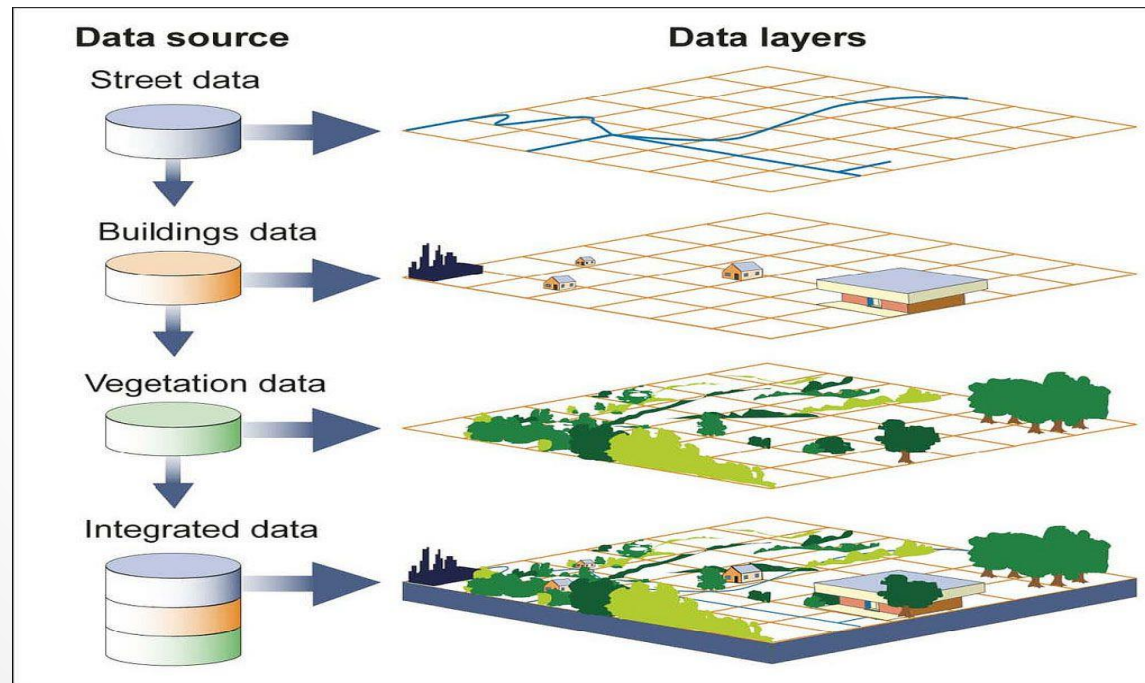 Data source
Data layers
Street data
Buildings data
Vegetation data
Integrated data